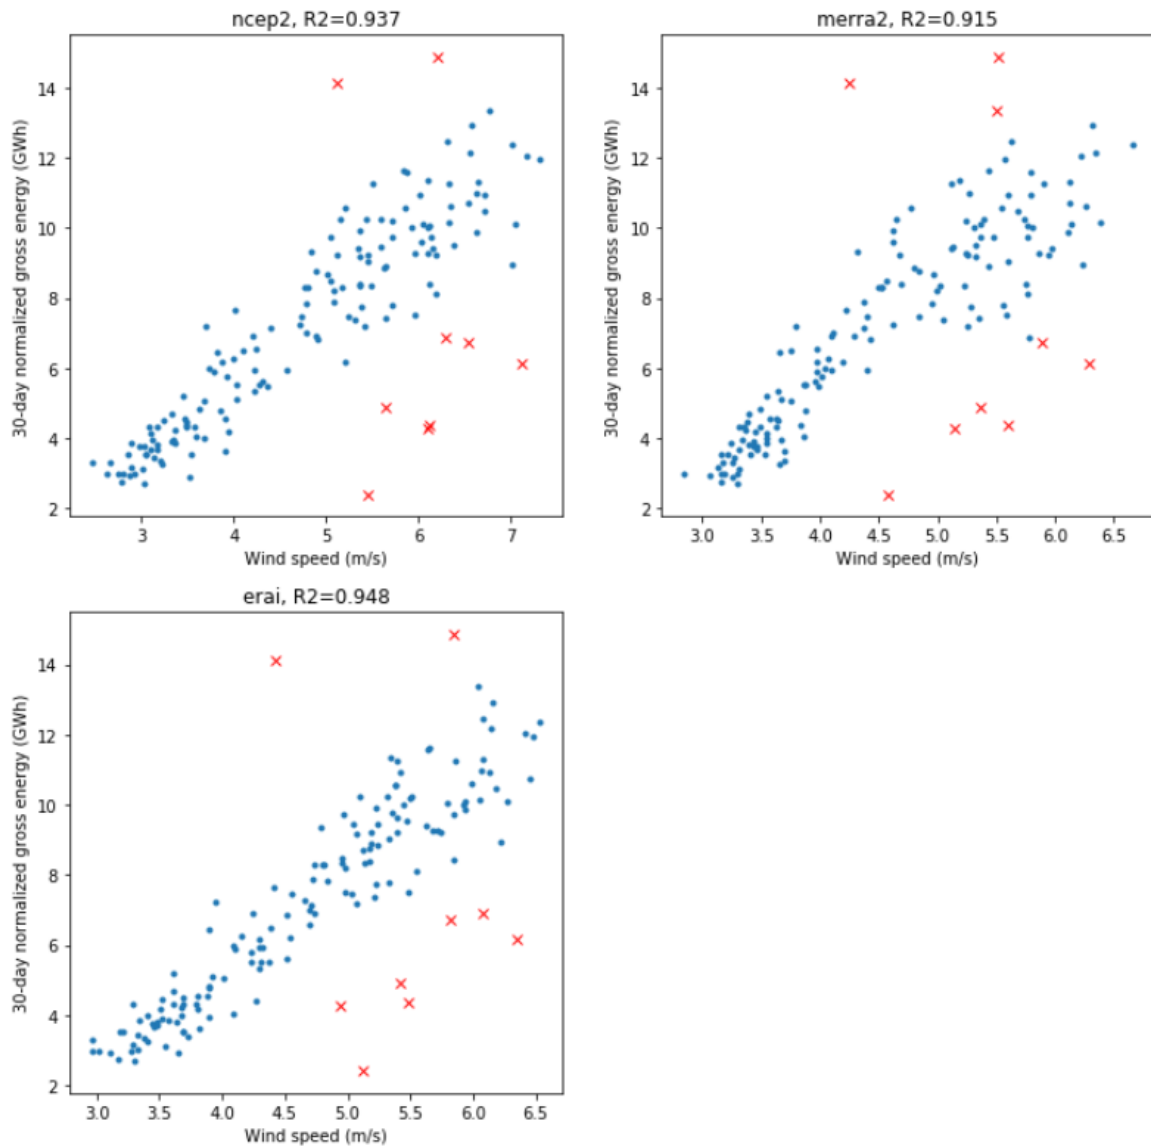 ncep2, R2=0.937
30-day normalized gross energy (GWh)
14
12
10
8
6
4
2
3 4 5 6 7
Wind speed (m/s)
merra2, R2=0.915
30-day normalized gross energy (GWh)
14
12
10
8
6
4
2
3.0 3.5 4.0 4.5 5.0 5.5 6.0 6.5
Wind speed (m/s)
erai, R2=0.948
30-day normalized gross energy (GWh)
14
12
10
8
6
4
2
3.0 3.5 4.0 4.5 5.0 5.5 6.0 6.5
Wind speed (m/s)